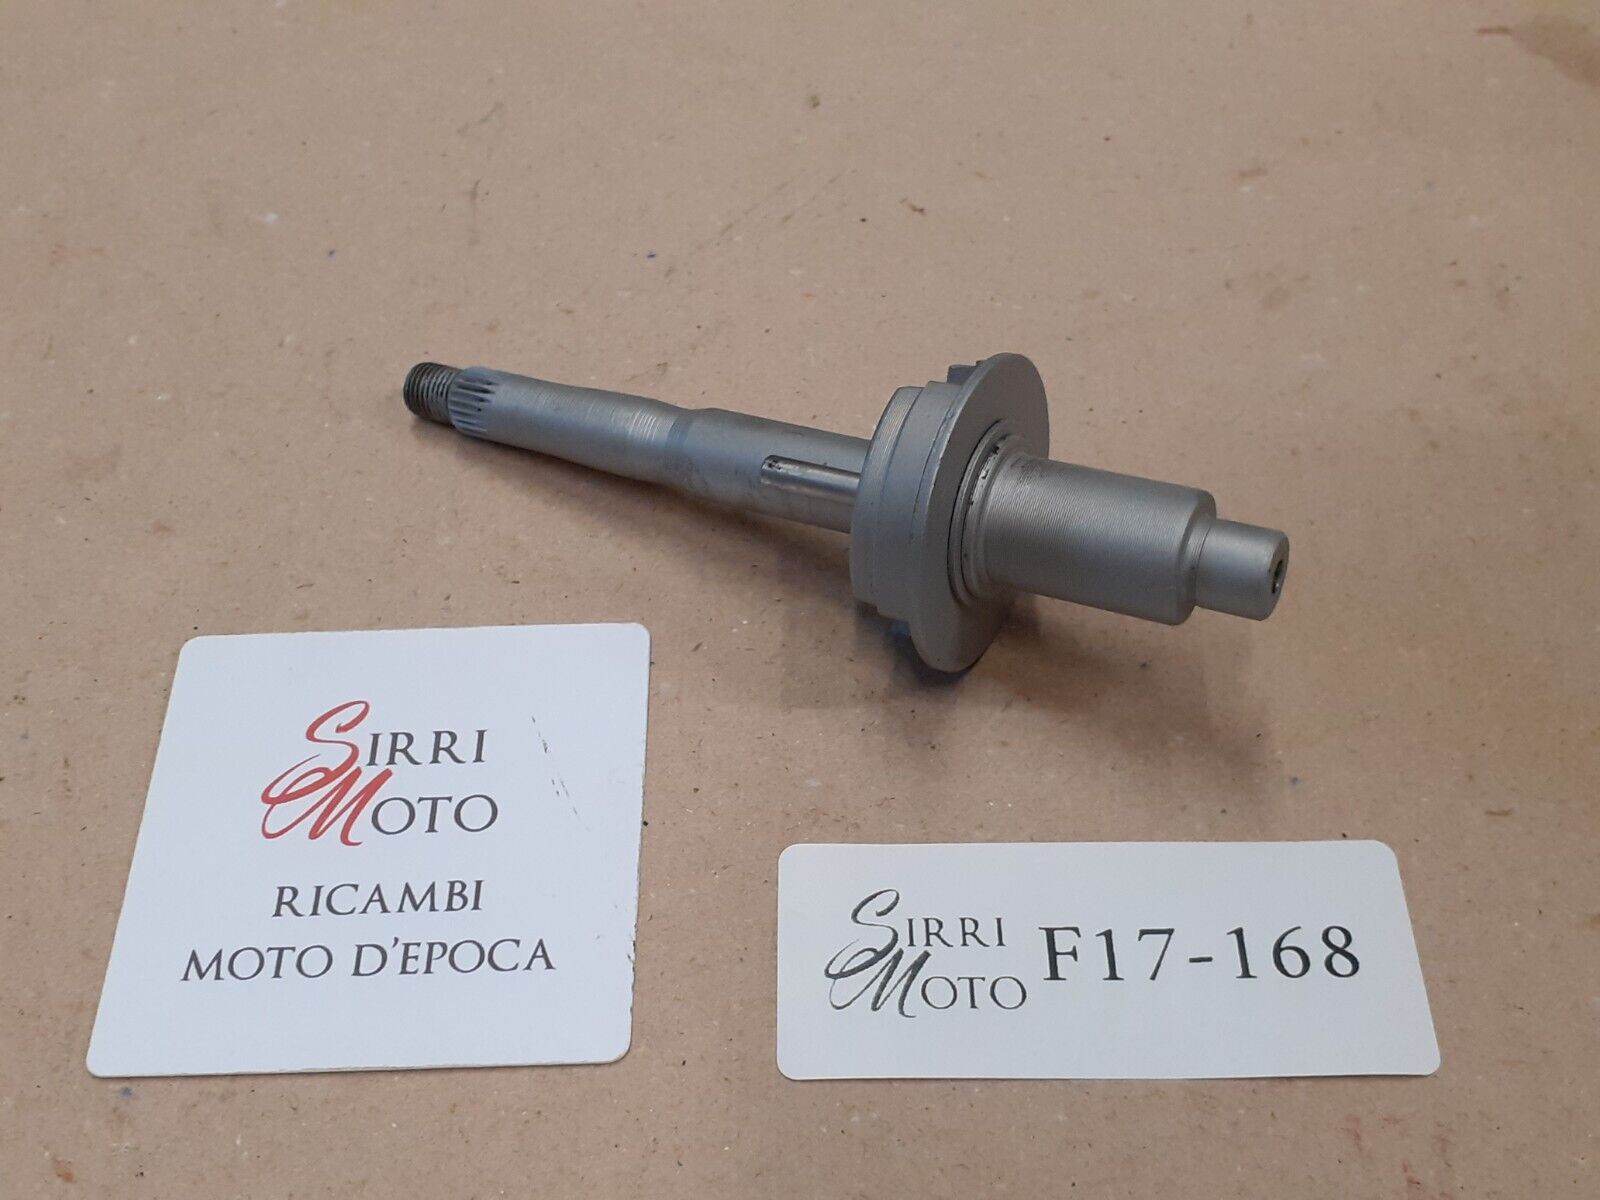 SIRRI
MOTO
RICAMBI
MOTO D'EPOCA
SIRRI
MOTO
F17-168